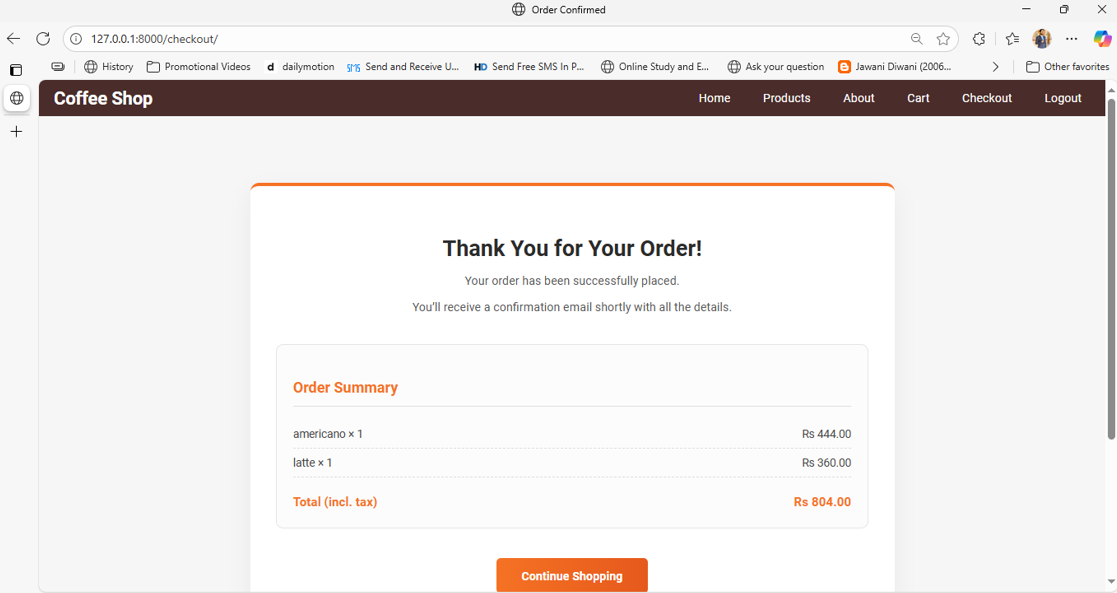 Order Confirmed
127.0.0.1:8000/checkout/
History Promotional Videos d dailymotion SMS Send and Receive U... HD Send Free SMS In P... Online Study and E... Ask your question Jawani Diwani (2006... Other favorites
Coffee Shop Home Products About Cart Checkout Logout
Thank You for Your Order!
Your order has been successfully placed.
You'll receive a confirmation email shortly with all the details.
Order Summary
americano × 1 Rs 444.00
latte × 1 Rs 360.00
Total (incl. tax) Rs 804.00
Continue Shopping